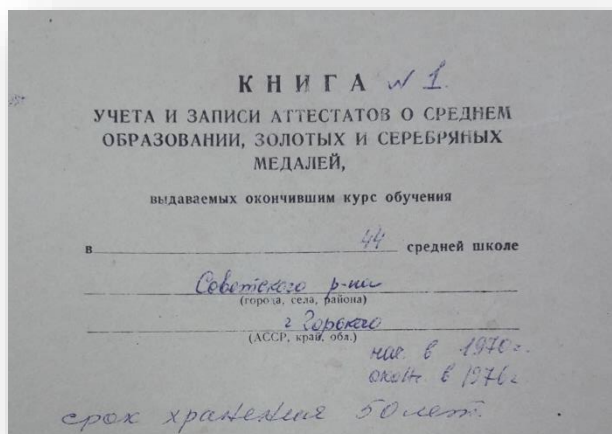 КНИГА № 1.
УЧЕТА И ЗАПИСИ АТТЕСТАТОВ О СРЕДНЕМ
ОБРАЗОВАНИИ, ЗОЛОТЫХ И СЕРЕБРЯНЫХ
МЕДАЛЕЙ,
выдаваемых окончившим курс обучения
в 44 средней школе
Советского р-на
(города, села, района)
г Горького
(АССР, край, обл.)
нач. в 1970 г.
оконч. в 1976 г
срок хранения 50 лет.